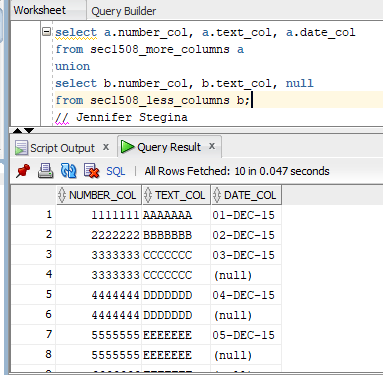 Worksheet Query Builder
select a.number_col, a.text_col, a.date_col
from sec1508_more_columns a
union
select b.number_col, b.text_col, null
from sec1508_less_columns b;
// Jennifer Stegina
Script Output x Query Result x
SQL | All Rows Fetched: 10 in 0.047 seconds
NUMBER_COL TEXT_COL DATE_COL
1 1111111 AAAAAAA 01-DEC-15
2 2222222 BBBBBBB 02-DEC-15
3 3333333 CCCCCCC 03-DEC-15
4 3333333 CCCCCCC (null)
5 4444444 DDDDDDD 04-DEC-15
6 4444444 DDDDDDD (null)
7 5555555 EEEEEEE 05-DEC-15
8 5555555 EEEEEEE (null)